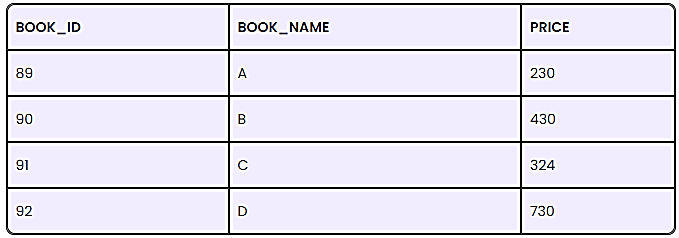 BOOK_ID BOOK_NAME PRICE
89 A 230
90 B 430
91 C 324
92 D 730